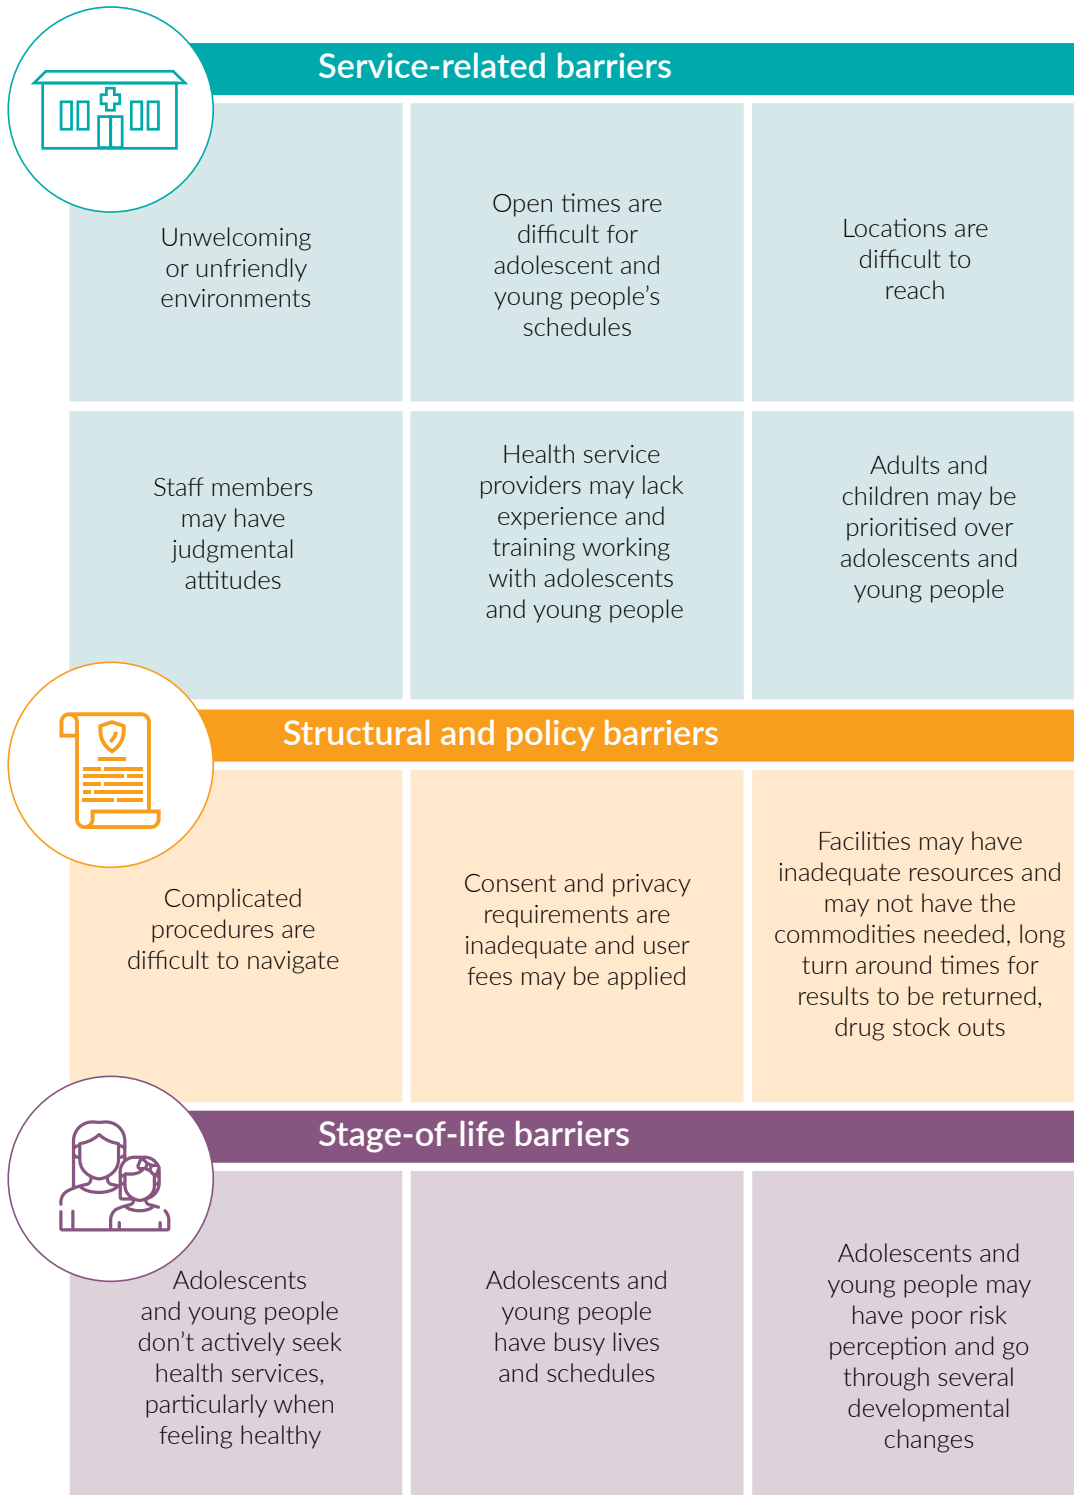 Service-related barriers
Unwelcoming
or unfriendly
environments
Open times are
difficult for
adolescent and
young people’s
schedules
Locations are
difficult to
reach
Staff members
may have
judgmental
attitudes
Health service
providers may lack
experience and
training working
with adolescents
and young people
Adults and
children may be
prioritised over
adolescents and
young people
Structural and policy barriers
Complicated
procedures are
difficult to navigate
Consent and privacy
requirements are
inadequate and user
fees may be applied
Facilities may have
inadequate resources and
may not have the
commodities needed, long
turn around times for
results to be returned,
drug stock outs
Stage-of-life barriers
Adolescents
and young people
don’t actively seek
health services,
particularly when
feeling healthy
Adolescents and
young people
have busy lives
and schedules
Adolescents and
young people may
have poor risk
perception and go
through several
developmental
changes